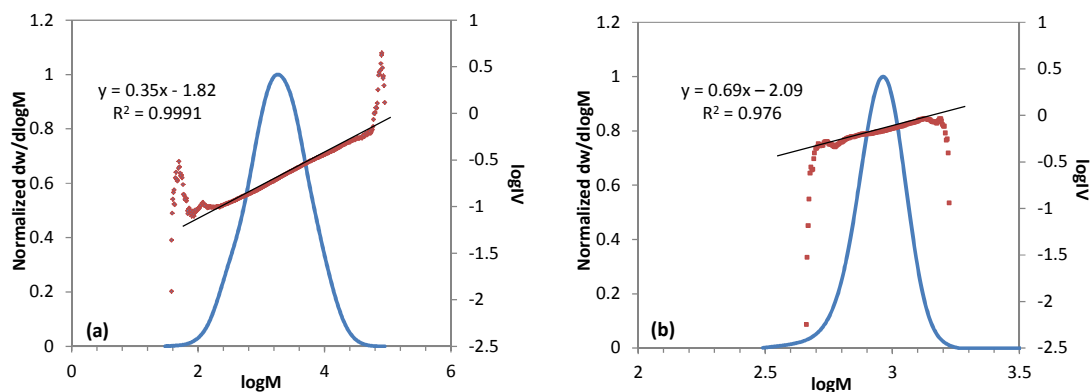 1.2
1
0.8
0.6
0.4
0.2
0
Normalized dw/dlogM
y = 0.35x - 1.82
R² = 0.9991
(a)
1
0.5
0
-0.5
-1
-1.5
-2
-2.5
logIV
0 2 4 6
logM
1.2
1
0.8
0.6
0.4
0.2
0
Normalized dw/dlogM
y = 0.69x – 2.09
R² = 0.976
(b)
1
0.5
0
-0.5
-1
-1.5
-2
-2.5
logIV
2 2.5 3 3.5
logM